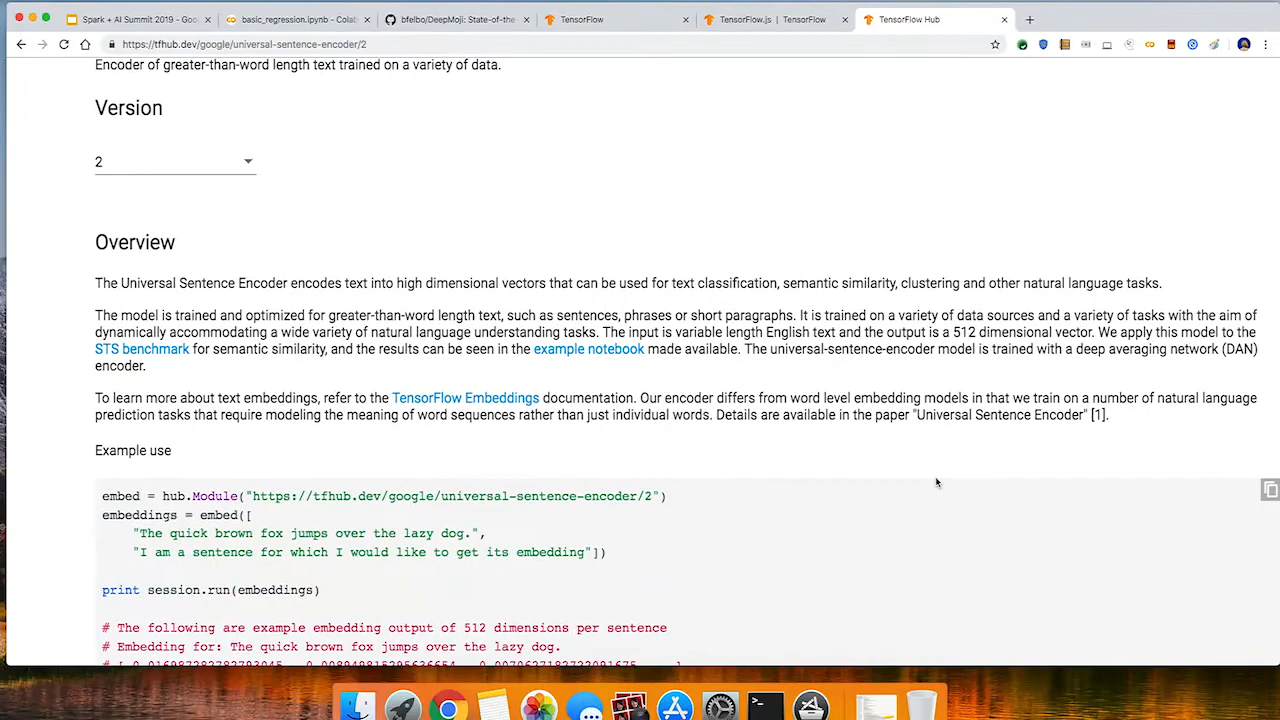 Spark + AI Summit 2019 - Goo
basic_regression.ipynb - Colab
bfelbo/DeepMoji: State-of-the
TensorFlow
TensorFlow.js | TensorFlow
TensorFlow Hub
https://tfhub.dev/google/universal-sentence-encoder/2
Encoder of greater-than-word length text trained on a variety of data.
Version
2
Overview
The Universal Sentence Encoder encodes text into high dimensional vectors that can be used for text classification, semantic similarity, clustering and other natural language tasks.
The model is trained and optimized for greater-than-word length text, such as sentences, phrases or short paragraphs. It is trained on a variety of data sources and a variety of tasks with the aim of
dynamically accommodating a wide variety of natural language understanding tasks. The input is variable length English text and the output is a 512 dimensional vector. We apply this model to the
STS benchmark for semantic similarity, and the results can be seen in the example notebook made available. The universal-sentence-encoder model is trained with a deep averaging network (DAN)
encoder.
To learn more about text embeddings, refer to the TensorFlow Embeddings documentation. Our encoder differs from word level embedding models in that we train on a number of natural language
prediction tasks that require modeling the meaning of word sequences rather than just individual words. Details are available in the paper "Universal Sentence Encoder" [1].
Example use
embed = hub.Module("https://tfhub.dev/google/universal-sentence-encoder/2")
embeddings = embed([
"The quick brown fox jumps over the lazy dog.",
"I am a sentence for which I would like to get its embedding"])
print session.run(embeddings)
# The following are example embedding output of 512 dimensions per sentence
# Embedding for: The quick brown fox jumps over the lazy dog.